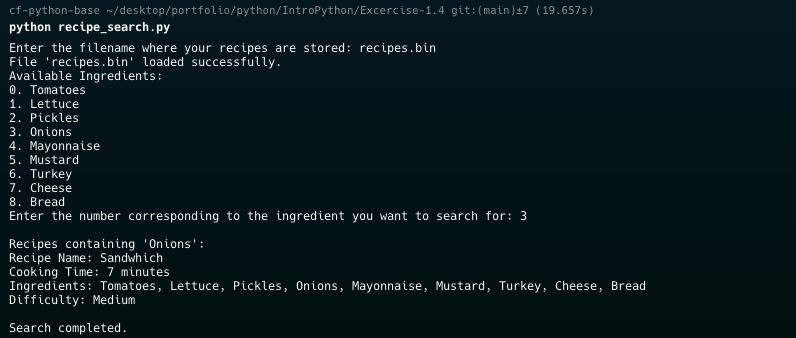 cf-python-base ~/desktop/portfolio/python/IntroPython/Excercise-1.4 git:(main)±7 (19.657s)
python recipe_search.py
Enter the filename where your recipes are stored: recipes.bin
File 'recipes.bin' loaded successfully.
Available Ingredients:
0. Tomatoes
1. Lettuce
2. Pickles
3. Onions
4. Mayonnaise
5. Mustard
6. Turkey
7. Cheese
8. Bread
Enter the number corresponding to the ingredient you want to search for: 3
Recipes containing 'Onions':
Recipe Name: Sandwhich
Cooking Time: 7 minutes
Ingredients: Tomatoes, Lettuce, Pickles, Onions, Mayonnaise, Mustard, Turkey, Cheese, Bread
Difficulty: Medium
Search completed.